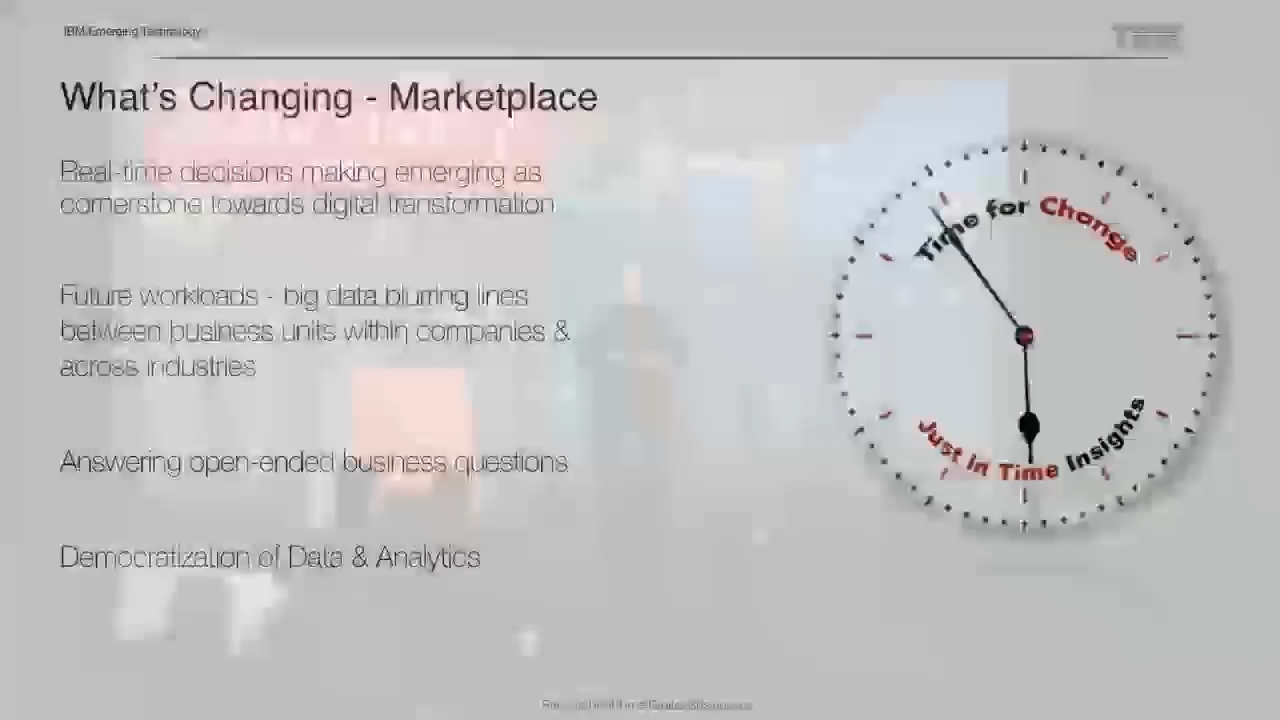 IBM Emerging Technology
What's Changing - Marketplace
Real-time decisions making emerging as
cornerstone towards digital transformation
Future workloads - big data blurring lines
between business units within companies &
across industries
Answering open-ended business questions
Democratization of Data & Analytics
Time for Change
Just in Time Insights